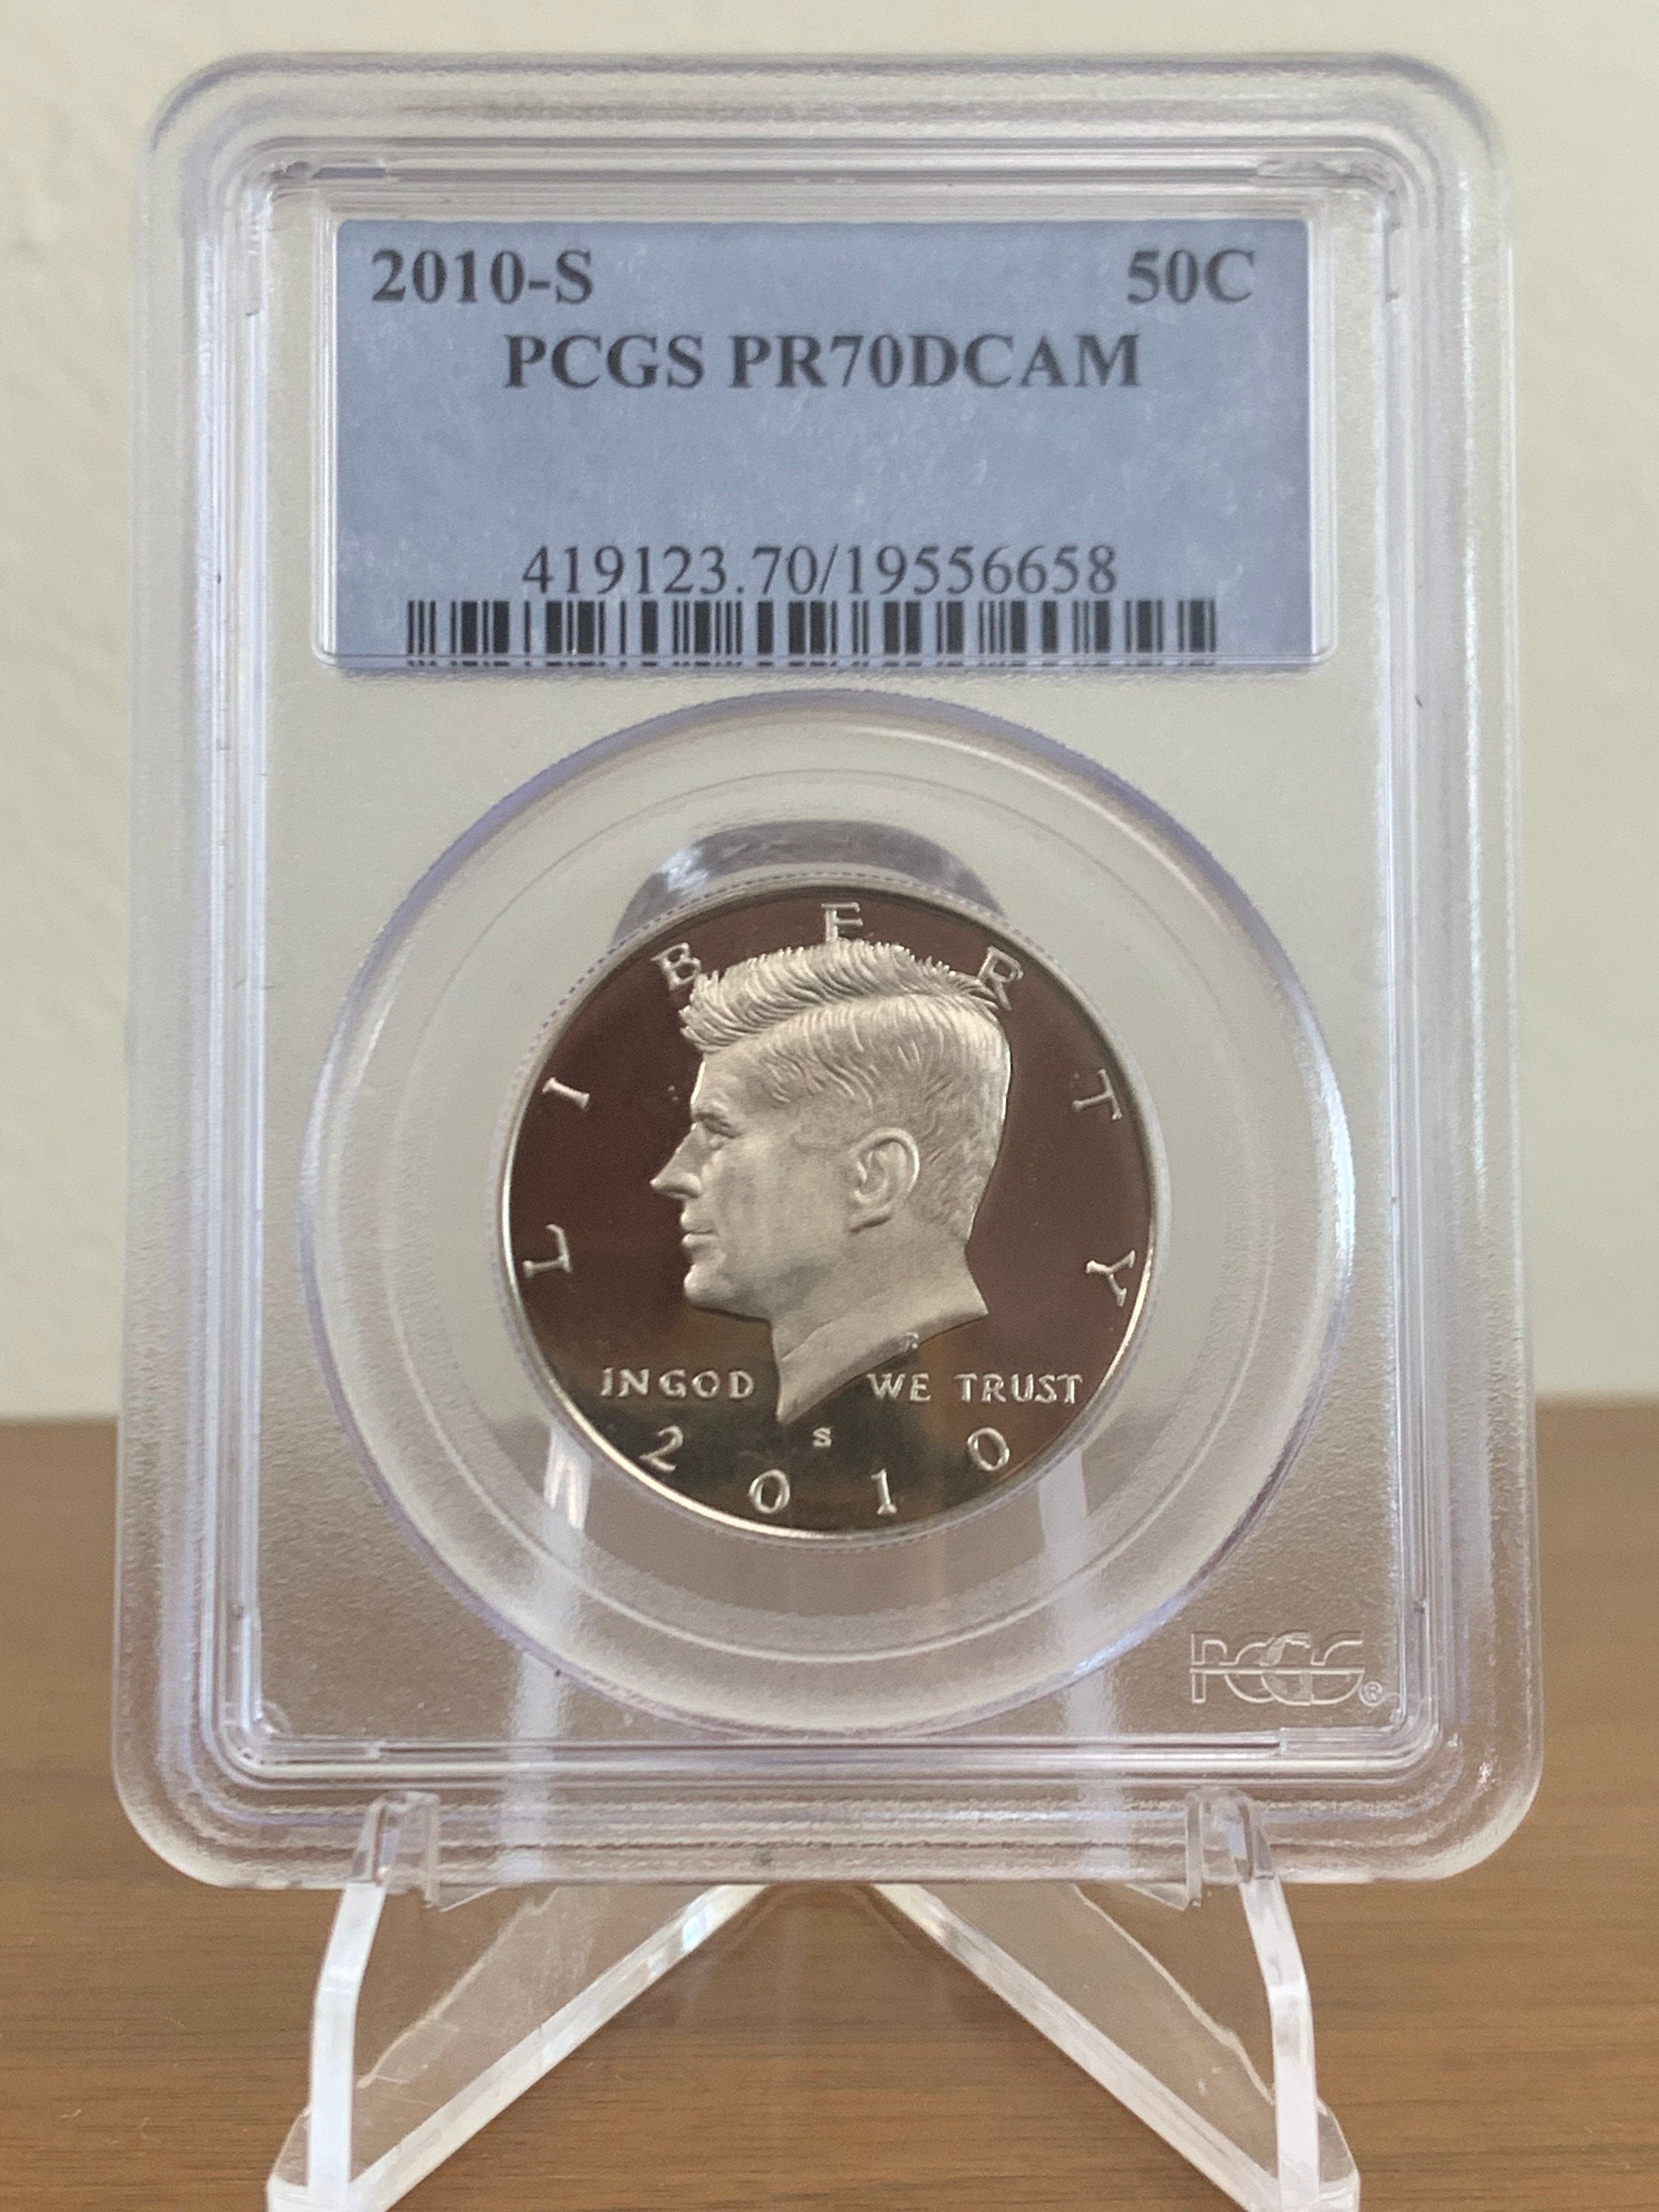 2010-S 50C
PCGS PR70DCAM
419123.70/19556658
LIBERTY
IN GOD WE TRUST
S
2010
PCGS®